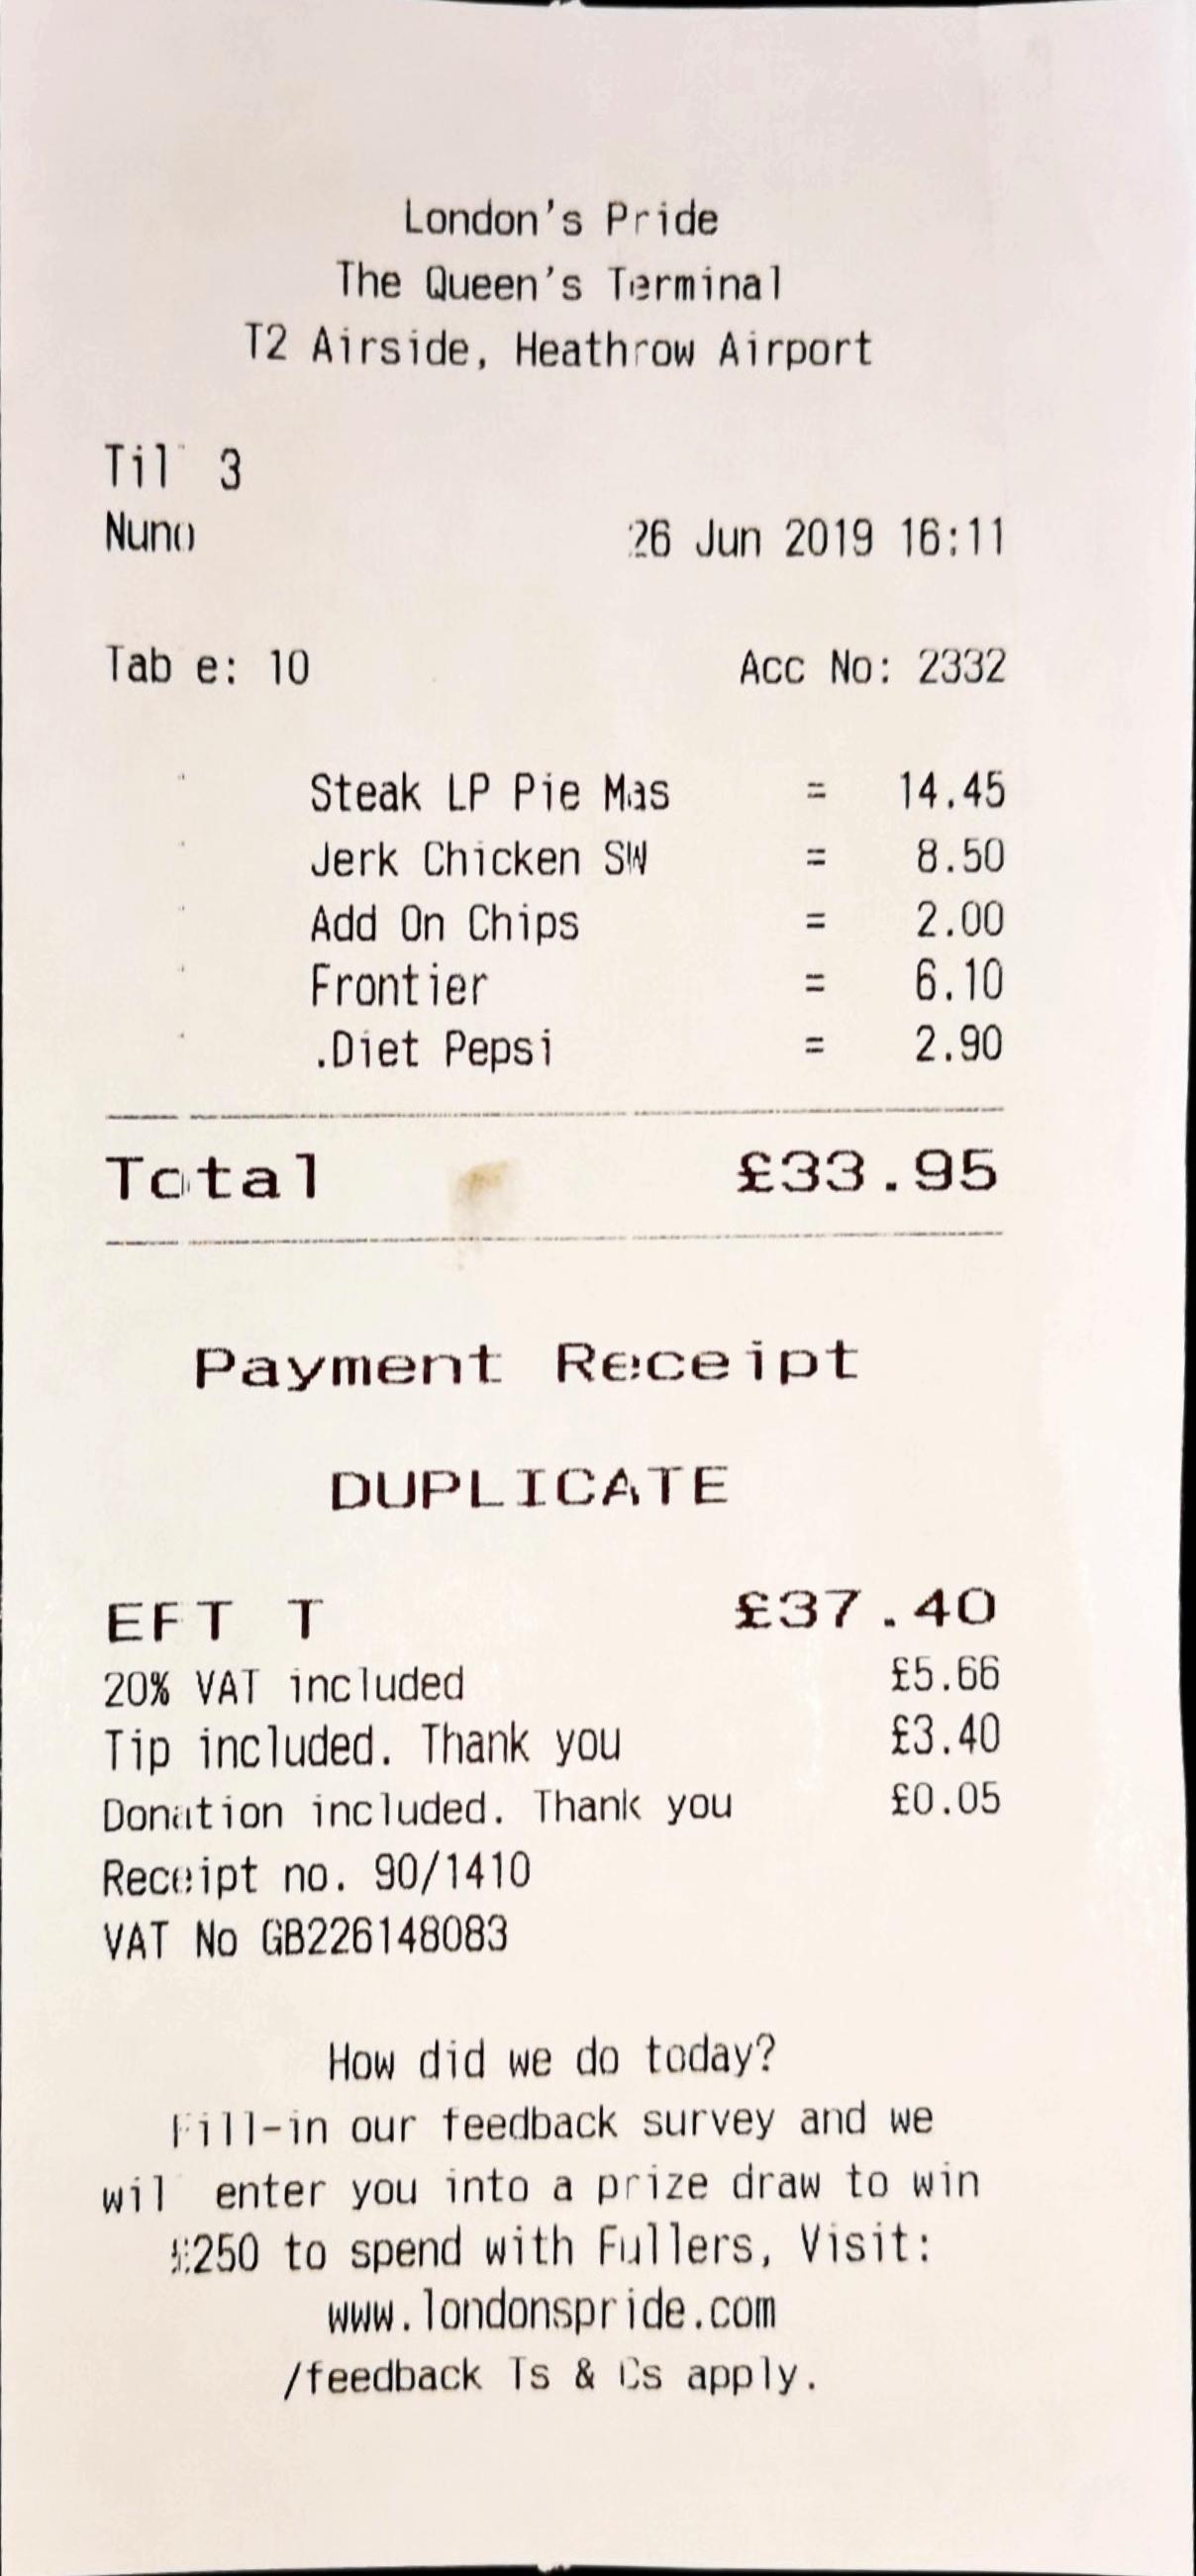 London's Pride
The Queen's Terminal
T2 Airside, Heathrow Airport
Till 3
Nuno 26 Jun 2019 16:11
Table: 10 Acc No: 2332
Steak LP Pie Mas = 14.45
Jerk Chicken SW = 8.50
Add On Chips = 2.00
Frontier = 6.10
.Diet Pepsi = 2.90
Total £33.95
Payment Receipt
DUPLICATE
EFT T £37.40
20% VAT included £5.66
Tip included. Thank you £3.40
Donation included. Thank you £0.05
Receipt no. 90/1410
VAT No GB226148083
How did we do today?
Fill-in our feedback survey and we
will enter you into a prize draw to win
£250 to spend with Fullers, Visit:
www.londonspride.com
/feedback Ts & Cs apply.